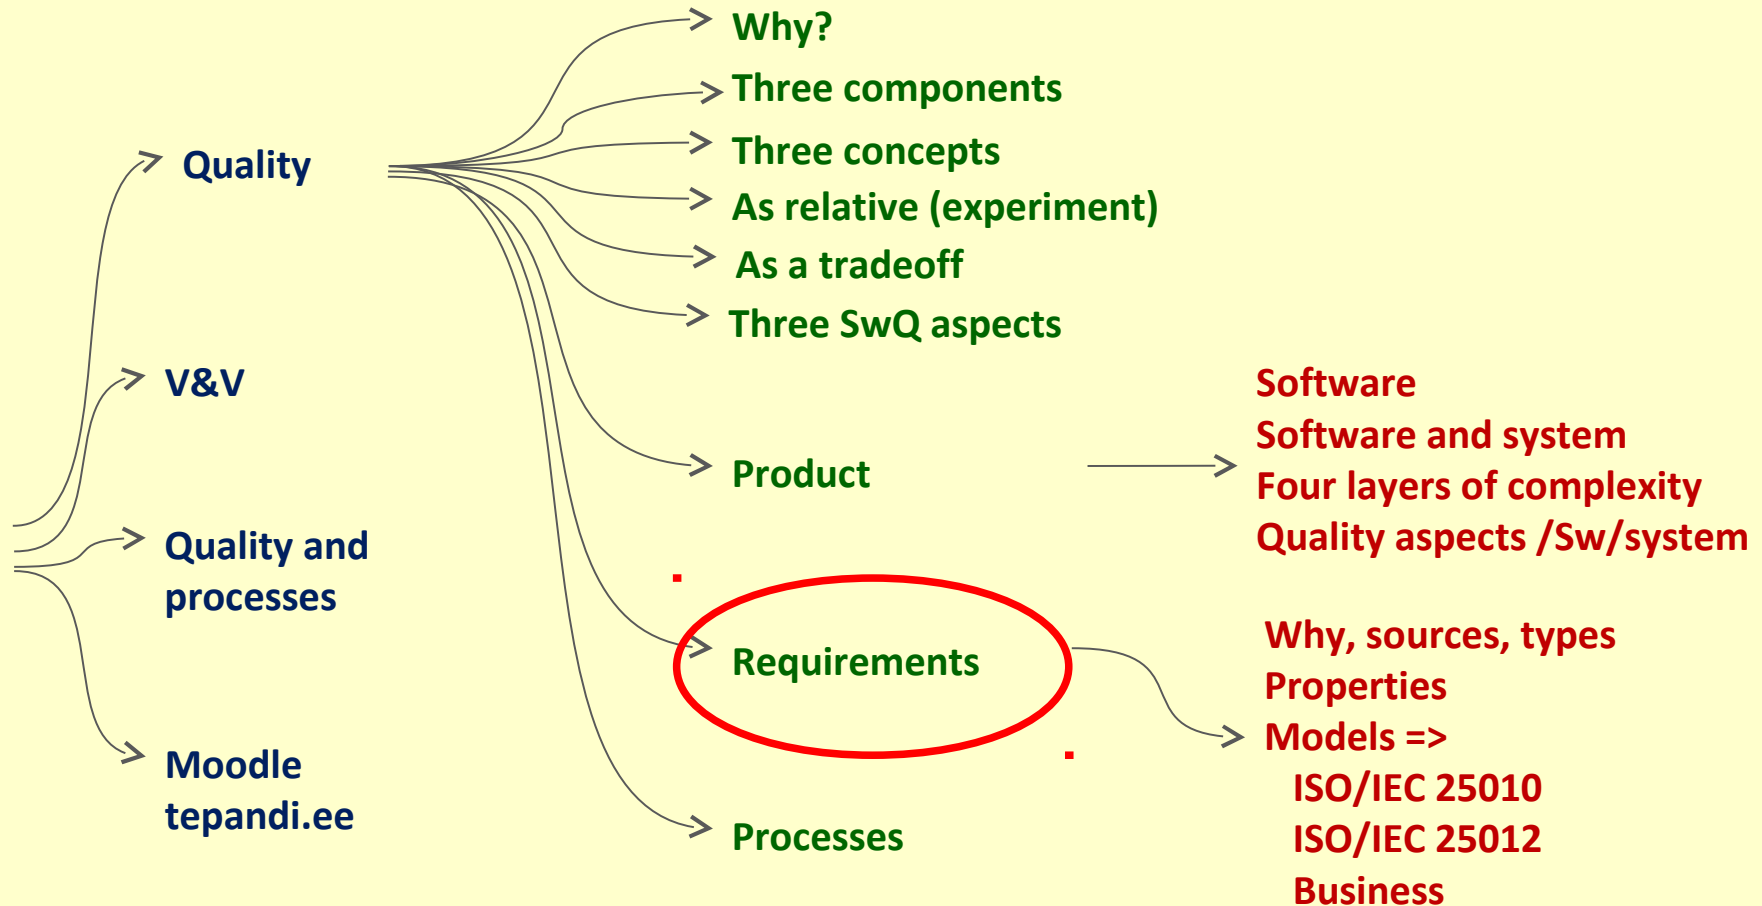 Quality
V&V
Quality and
processes
Moodle
tepandi.ee
Why?
Three components
Three concepts
As relative (experiment)
As a tradeoff
Three SwQ aspects
Product
Requirements
Processes
Software
Software and system
Four layers of complexity
Quality aspects /Sw/system
Why, sources, types
Properties
Models =>
ISO/IEC 25010
ISO/IEC 25012
Business